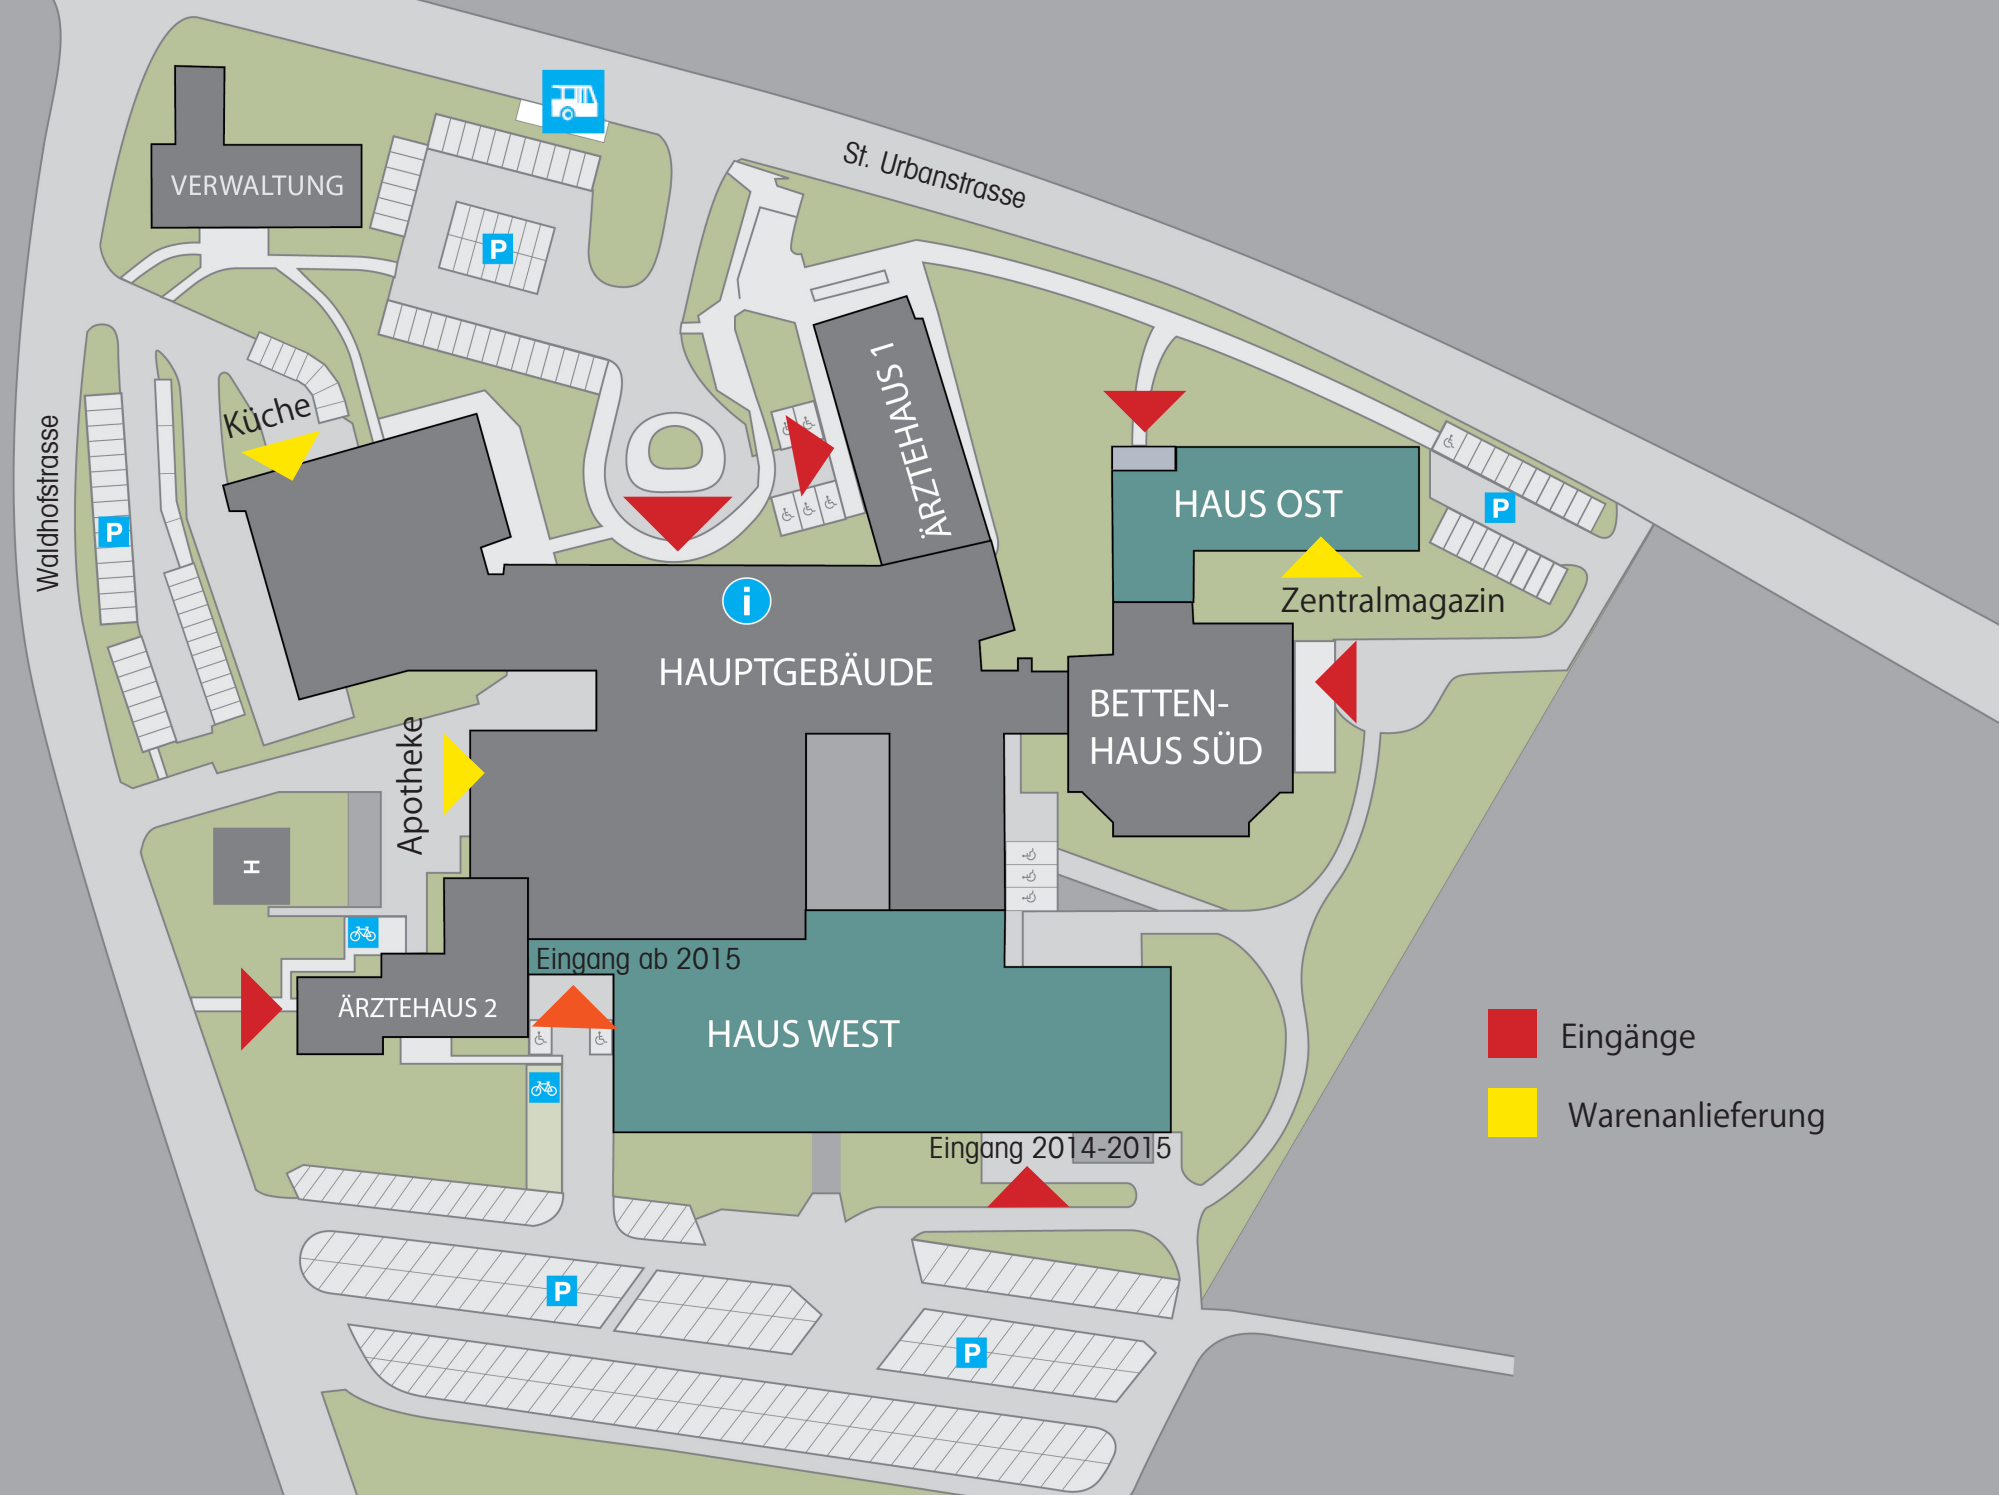 St. Urbanstrasse
VERWALTUNG
P
Küche
ÄRZTEHAUS 1
Waldhofstrasse
P
HAUS OST
P
Zentralmagazin
i
HAUPTGEBÄUDE
BETTEN-
HAUS SÜD
Apotheke
H
Eingang ab 2015
ÄRZTEHAUS 2
HAUS WEST
Eingänge
Warenanlieferung
Eingang 2014-2015
P
P